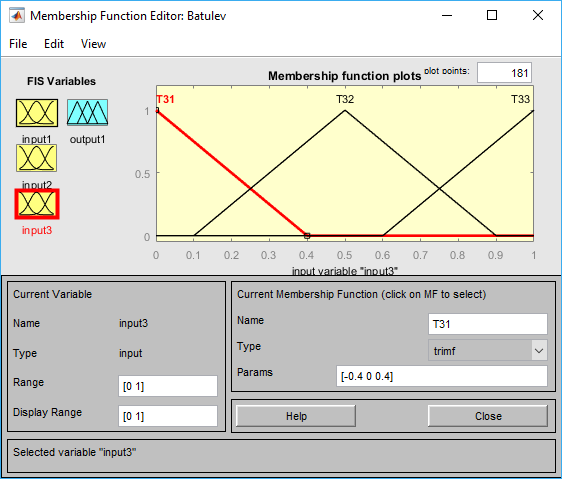 Membership Function Editor: Batulev
File Edit View
FIS Variables
Membership function plots plot points: 181
T31 T32 T33
input1 output1
input2
input3
1
0.5
0
0 0.1 0.2 0.3 0.4 0.5 0.6 0.7 0.8 0.9 1
input variable "input3"
Current Variable
Name input3
Type input
Range [0 1]
Display Range [0 1]
Current Membership Function (click on MF to select)
Name T31
Type trimf
Params [-0.4 0 0.4]
Help Close
Selected variable "input3"